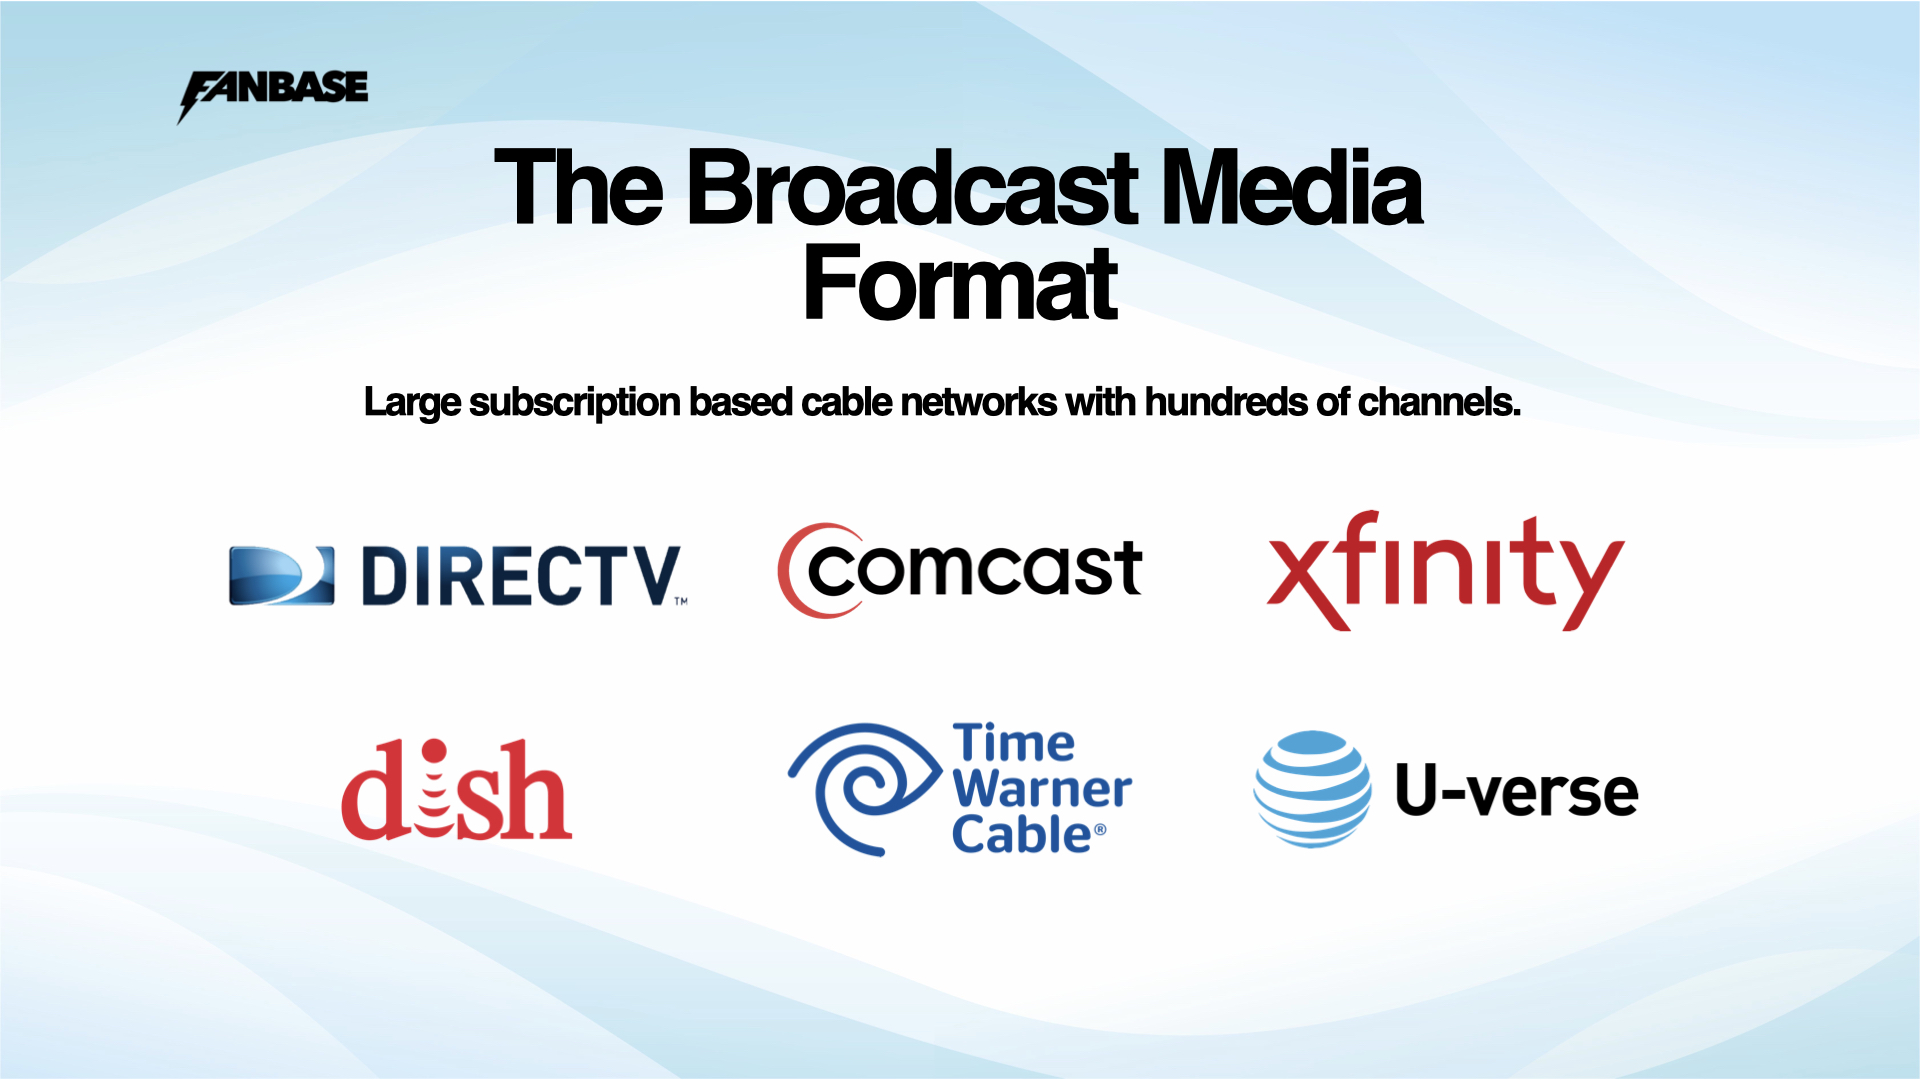 FANBASE
The Broadcast Media
Format
Large subscription based cable networks with hundreds of channels.
DIRECTV™
comcast
xfinity
dish
Time
Warner
Cable®
U-verse